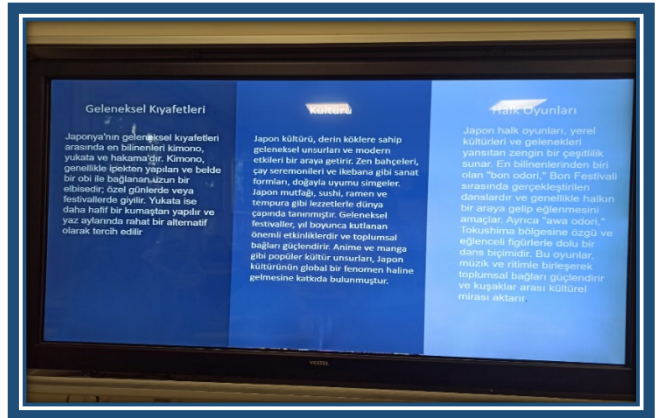 Geleneksel Kıyafetleri
Japonya'nın geleneksel kıyafetleri
arasında en bilinenleri kimono,
yukata ve hakama'dır. Kimono,
genellikle ipekten yapılan ve belde
bir obi ile bağlanan uzun bir
elbisedir; özel günlerde veya
festivallerde giyilir. Yukata ise
daha hafif bir kumaştan yapılır ve
yaz aylarında rahat bir alternatif
olarak tercih edilir
Kültürü
Japon kültürü, derin köklere sahip
geleneksel unsurları ve modern
etkileri bir araya getirir. Zen bahçeleri,
çay seremonileri ve ikebana gibi sanat
formları, doğayla uyumu simgeler.
Japon mutfağı, sushi, ramen ve
tempura gibi lezzetlerle dünya
çapında tanınmıştır. Geleneksel
festivaller, yıl boyunca kutlanan
önemli etkinliklerdir ve toplumsal
bağları güçlendirir. Anime ve manga
gibi popüler kültür unsurları, Japon
kültürünün global bir fenomen haline
gelmesine katkıda bulunmuştur.
Halk Oyunları
Japon halk oyunları, yerel
kültürleri ve gelenekleri
yansıtan zengin bir çeşitlilik
sunar. En bilinenlerinden biri
olan "bon odori," Bon Festivali
sırasında gerçekleştirilen
danslardır ve genellikle halkın
bir araya gelip eğlenmesini
amaçlar. Ayrıca "awa odori,"
Tokushima bölgesine özgü ve
eğlenceli figürlerle dolu bir
dans biçimidir. Bu oyunlar,
müzik ve ritimle birleşerek
toplumsal bağları güçlendirir
ve kuşaklar arası kültürel
mirası aktarır.
VESTEL